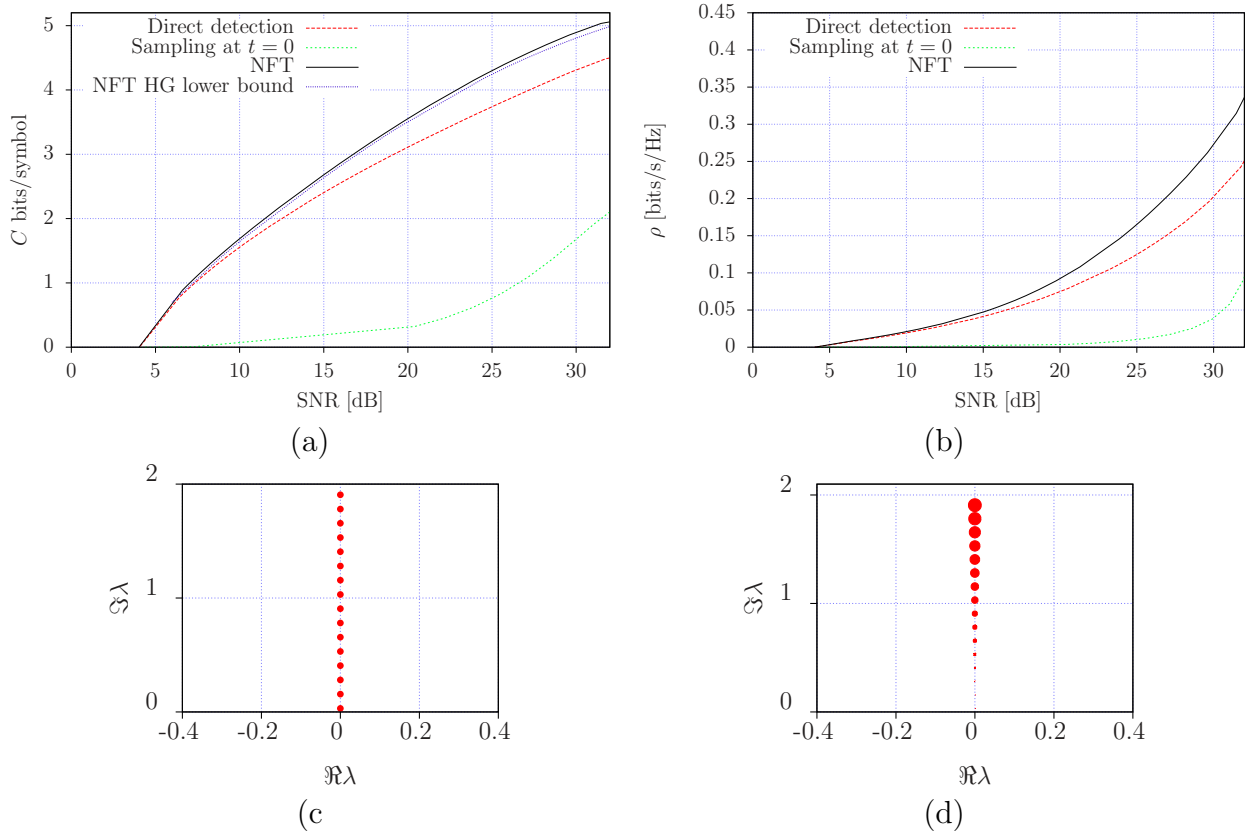 Direct detection
Sampling at t = 0
NFT
NFT HG lower bound
C bits/symbol
5
4
3
2
1
0
0 5 10 15 20 25 30
SNR [dB]
(a)
Direct detection
Sampling at t = 0
NFT
ρ [bits/s/Hz]
0.45
0.4
0.35
0.3
0.25
0.2
0.15
0.1
0.05
0
0 5 10 15 20 25 30
SNR [dB]
(b)
2
1
0
ℑλ
-0.4 -0.2 0 0.2 0.4
ℜλ
(c
2
1
0
ℑλ
-0.4 -0.2 0 0.2 0.4
ℜλ
(d)